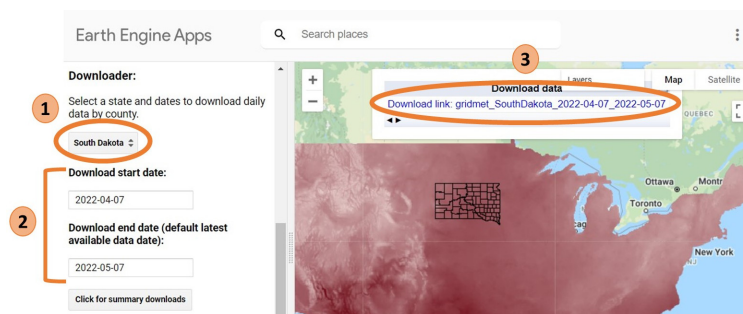 Earth Engine Apps
Search places
Downloader:
Select a state and dates to download daily
data by county.
1
South Dakota
Download start date:
2
2022-04-07
Download end date (default latest
available data date):
2022-05-07
Click for summary downloads
3
Layers
Map
Satellite
Download data
Download link: gridmet_SouthDakota_2022-04-07_2022-05-07
QUEBEC
Ottawa
Montr
Toronto
cag
New York
NJ